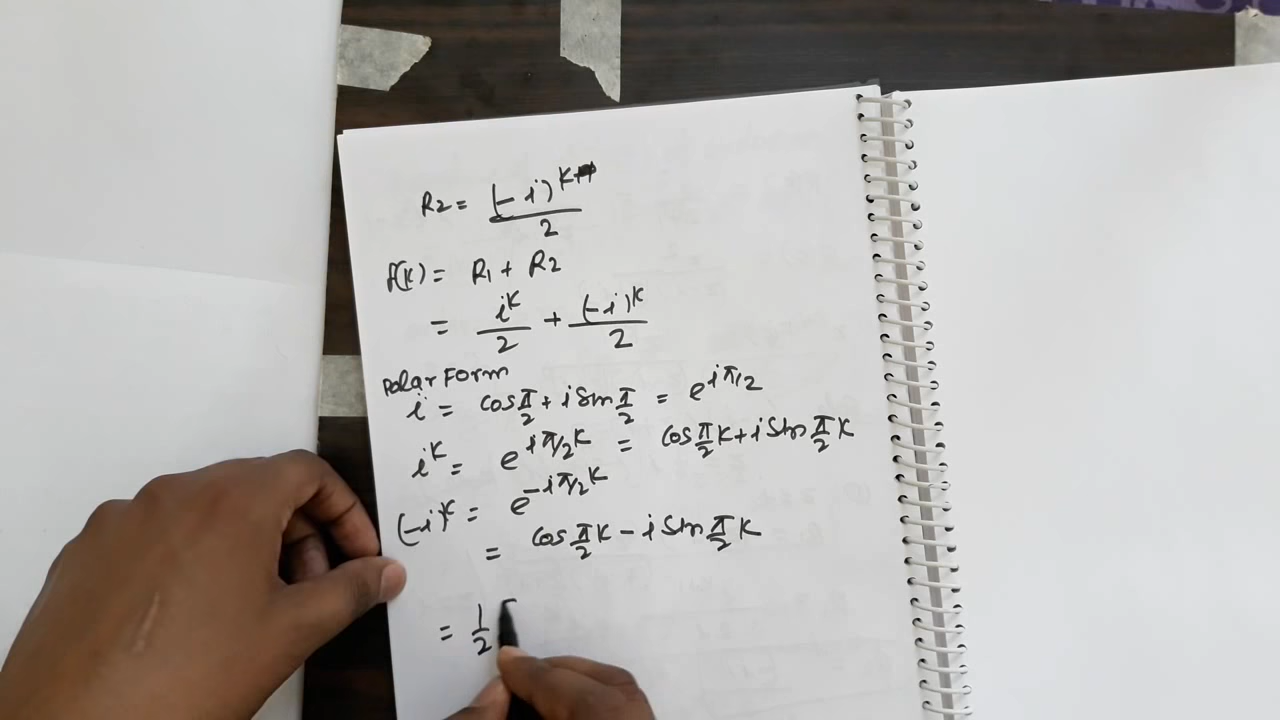 R2 = (-i)^K / 2
f(K) = R1 + R2
= i^K / 2 + (-i)^K / 2
Polar Form
i = cos π/2 + i sin π/2 = e^{iπ/2}
i^K = e^{iπ/2 K} = cos π/2 K + i sin π/2 K
(-i)^K = e^{-iπ/2 K}
= cos π/2 K - i sin π/2 K
= 1/2 [